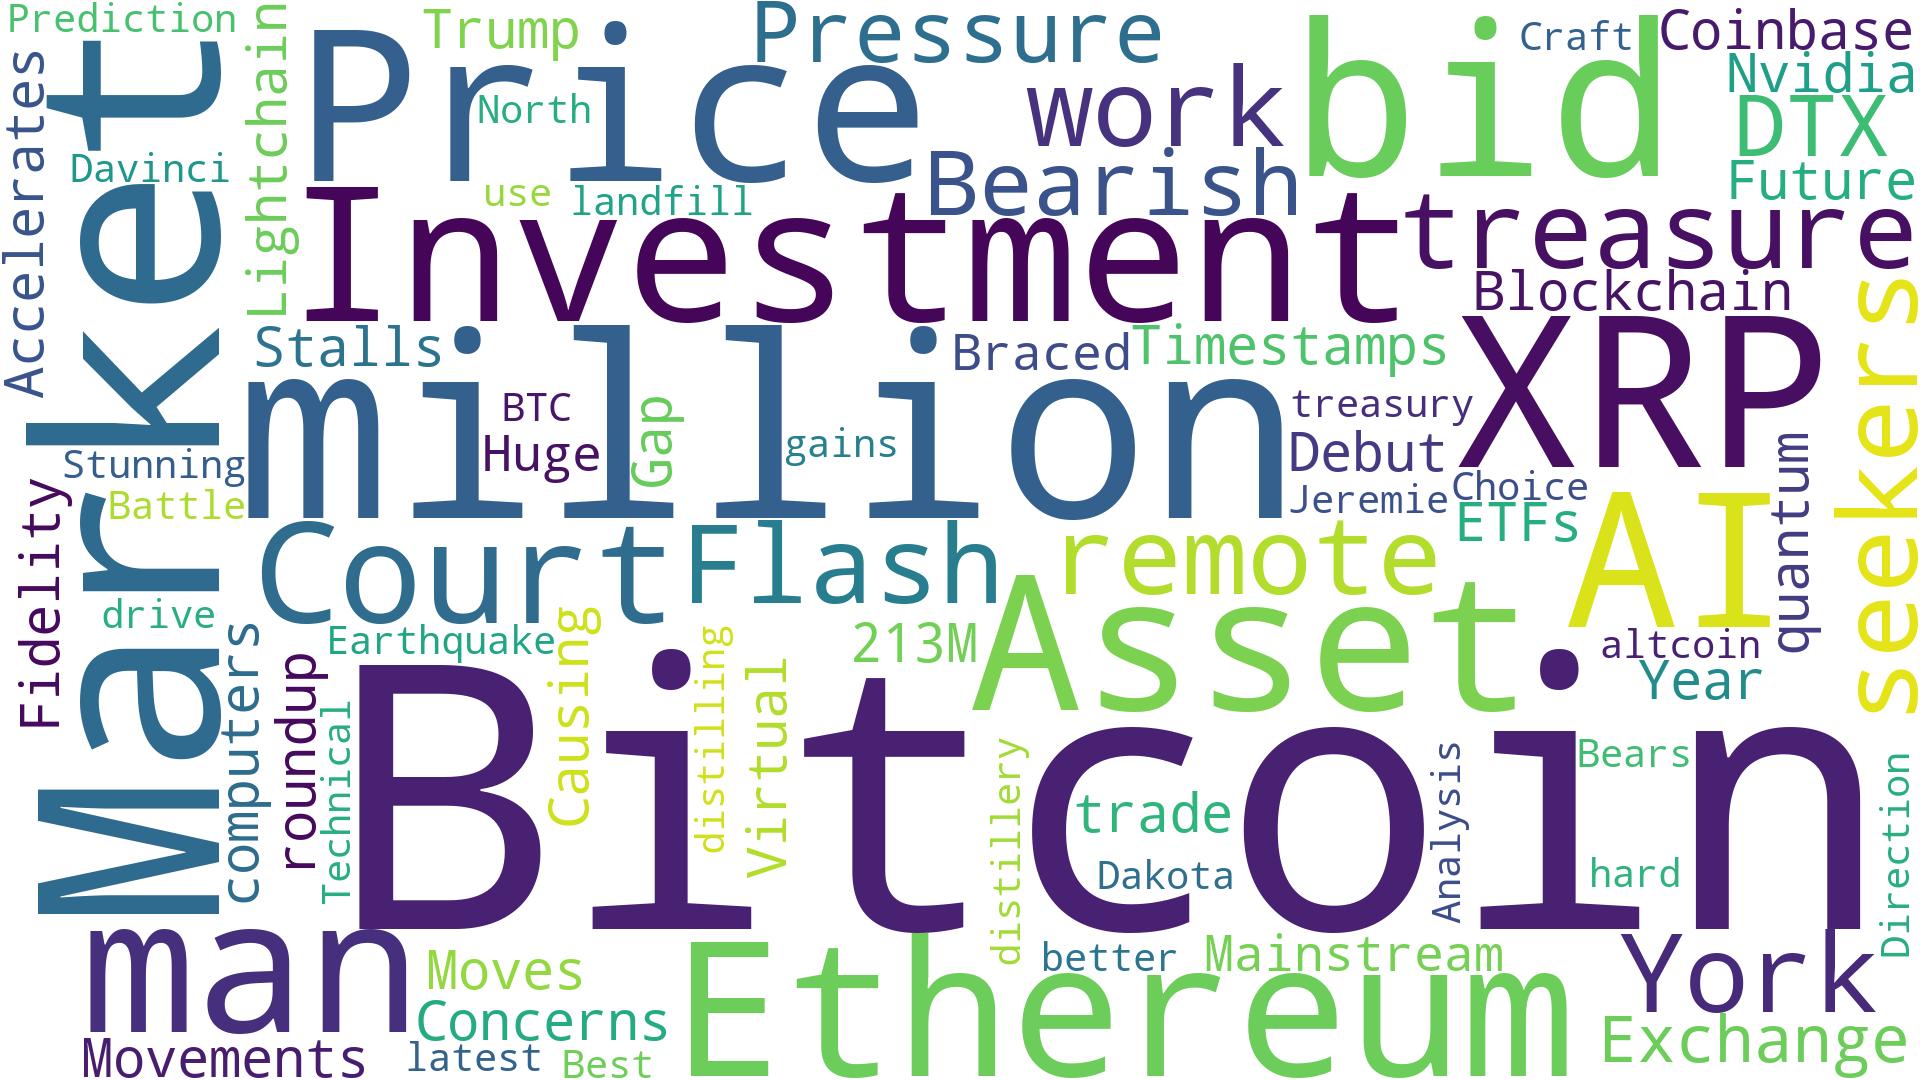 Prediction
Trump
Pressure
Craft
Coinbase
Accelerates
Market
Lightchain
Price
North
work
bid
Nvidia
DTX
Davinci
use
landfill
Bearish
Future
Investment
treasure
Blockchain
Stalls
Braced
Timestamps
XRP
seekers
million
BTC
Huge
Gap
gains
treasury
Debut
Stunning
Battle
Jeremie
Choice
quantum
Fidelity
Court
Flash
remote
ETFs
AI
drive
computers
Earthquake
Causing
213M
Asset
altcoin
Year
roundup
Technical
distilling
Virtual
Bitcoin
distillery
trade
Analysis
Bears
Dakota
hard
Direction
man
Moves
Ethereum
better
Mainstream
York
Concerns
Exchange
Movements
latest
Best